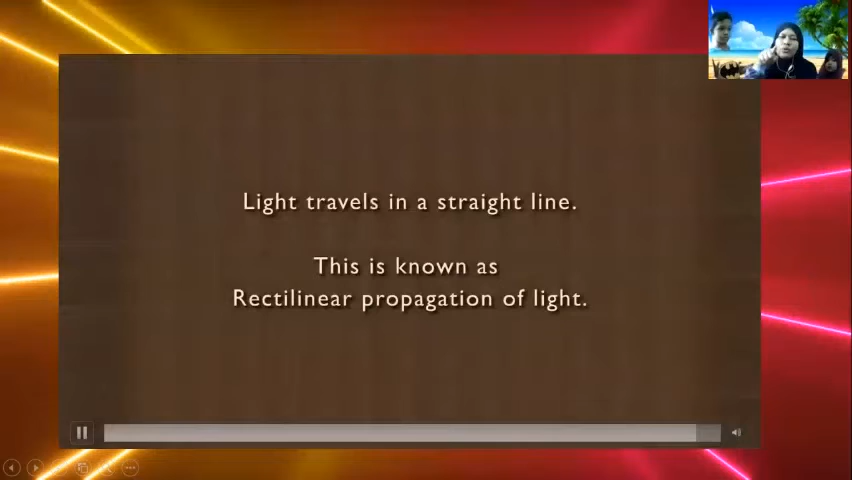 Light travels in a straight line.
This is known as
Rectilinear propagation of light.